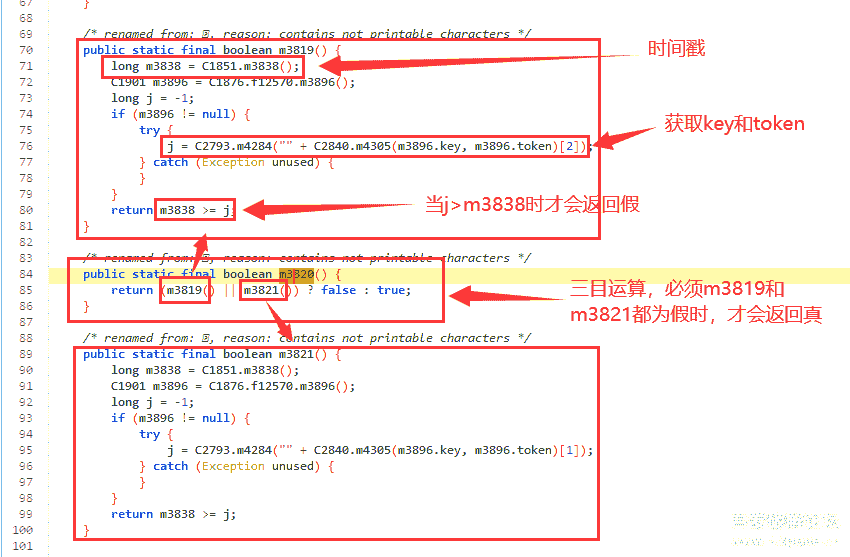 67 }
68
69 /* renamed from: 㰕, reason: contains not printable characters */
70 public static final boolean m3819() {
71 long m3838 = C1851.m3838();
时间戳
72 C1901 m3896 = C1876.f12570.m3896();
73 long j = -1;
74 if (m3896 != null) {
75 try {
获取key和token
76 j = C2793.m4284("" + C2840.m4305(m3896.key, m3896.token)[2]);
77 } catch (Exception unused) {
78 }
79 }
80 return m3838 >= j;
当j>m3838时才会返回假
81 }
82
83 /* renamed from: , reason: contains not printable characters */
84 public static final boolean m3820() {
85 return (m3819() || m3821()) ? false : true;
三目运算，必须m3819和
m3821都为假时，才会返回真
86 }
87
88 /* renamed from: , reason: contains not printable characters */
89 public static final boolean m3821() {
90 long m3838 = C1851.m3838();
91 C1901 m3896 = C1876.f12570.m3896();
92 long j = -1;
93 if (m3896 != null) {
94 try {
95 j = C2793.m4284("" + C2840.m4305(m3896.key, m3896.token)[1]);
96 } catch (Exception unused) {
97 }
98 }
99 return m3838 >= j;
100 }
101